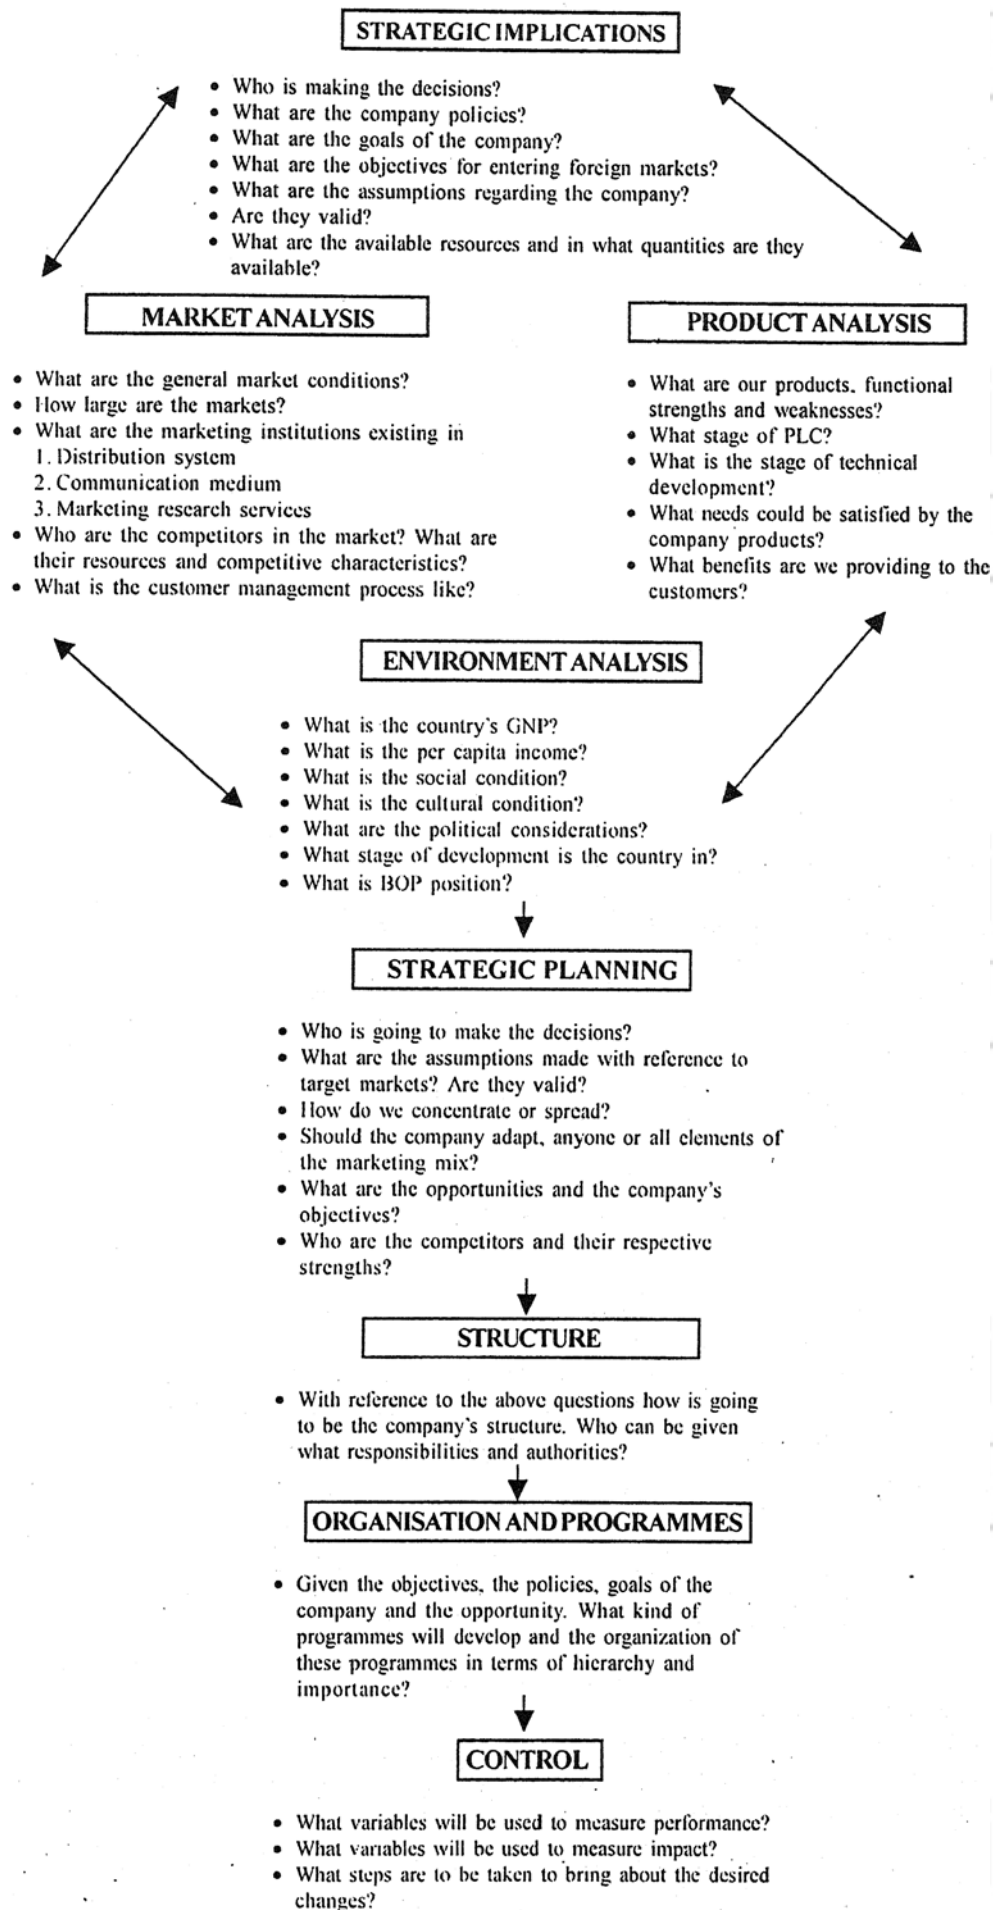 STRATEGIC IMPLICATIONS
• Who is making the decisions?
• What are the company policies?
• What are the goals of the company?
• What are the objectives for entering foreign markets?
• What are the assumptions regarding the company?
• Are they valid?
• What are the available resources and in what quantities are they
available?
MARKET ANALYSIS
• What are the general market conditions?
• How large are the markets?
• What are the marketing institutions existing in
1. Distribution system
2. Communication medium
3. Marketing research services
• Who are the competitors in the market? What are
their resources and competitive characteristics?
• What is the customer management process like?
PRODUCT ANALYSIS
• What are our products, functional
strengths and weaknesses?
• What stage of PLC?
• What is the stage of technical
development?
• What needs could be satisfied by the
company products?
• What benefits are we providing to the
customers?
ENVIRONMENT ANALYSIS
• What is the country's GNP?
• What is the per capita income?
• What is the social condition?
• What is the cultural condition?
• What are the political considerations?
• What stage of development is the country in?
• What is BOP position?
STRATEGIC PLANNING
• Who is going to make the decisions?
• What are the assumptions made with reference to
target markets? Are they valid?
• How do we concentrate or spread?
• Should the company adapt, anyone or all elements of
the marketing mix?
• What are the opportunities and the company's
objectives?
• Who are the competitors and their respective
strengths?
STRUCTURE
• With reference to the above questions how is going
to be the company's structure. Who can be given
what responsibilities and authorities?
ORGANISATION AND PROGRAMMES
• Given the objectives, the policies, goals of the
company and the opportunity. What kind of
programmes will develop and the organization of
these programmes in terms of hierarchy and
importance?
CONTROL
• What variables will be used to measure performance?
• What variables will be used to measure impact?
• What steps are to be taken to bring about the desired
changes?